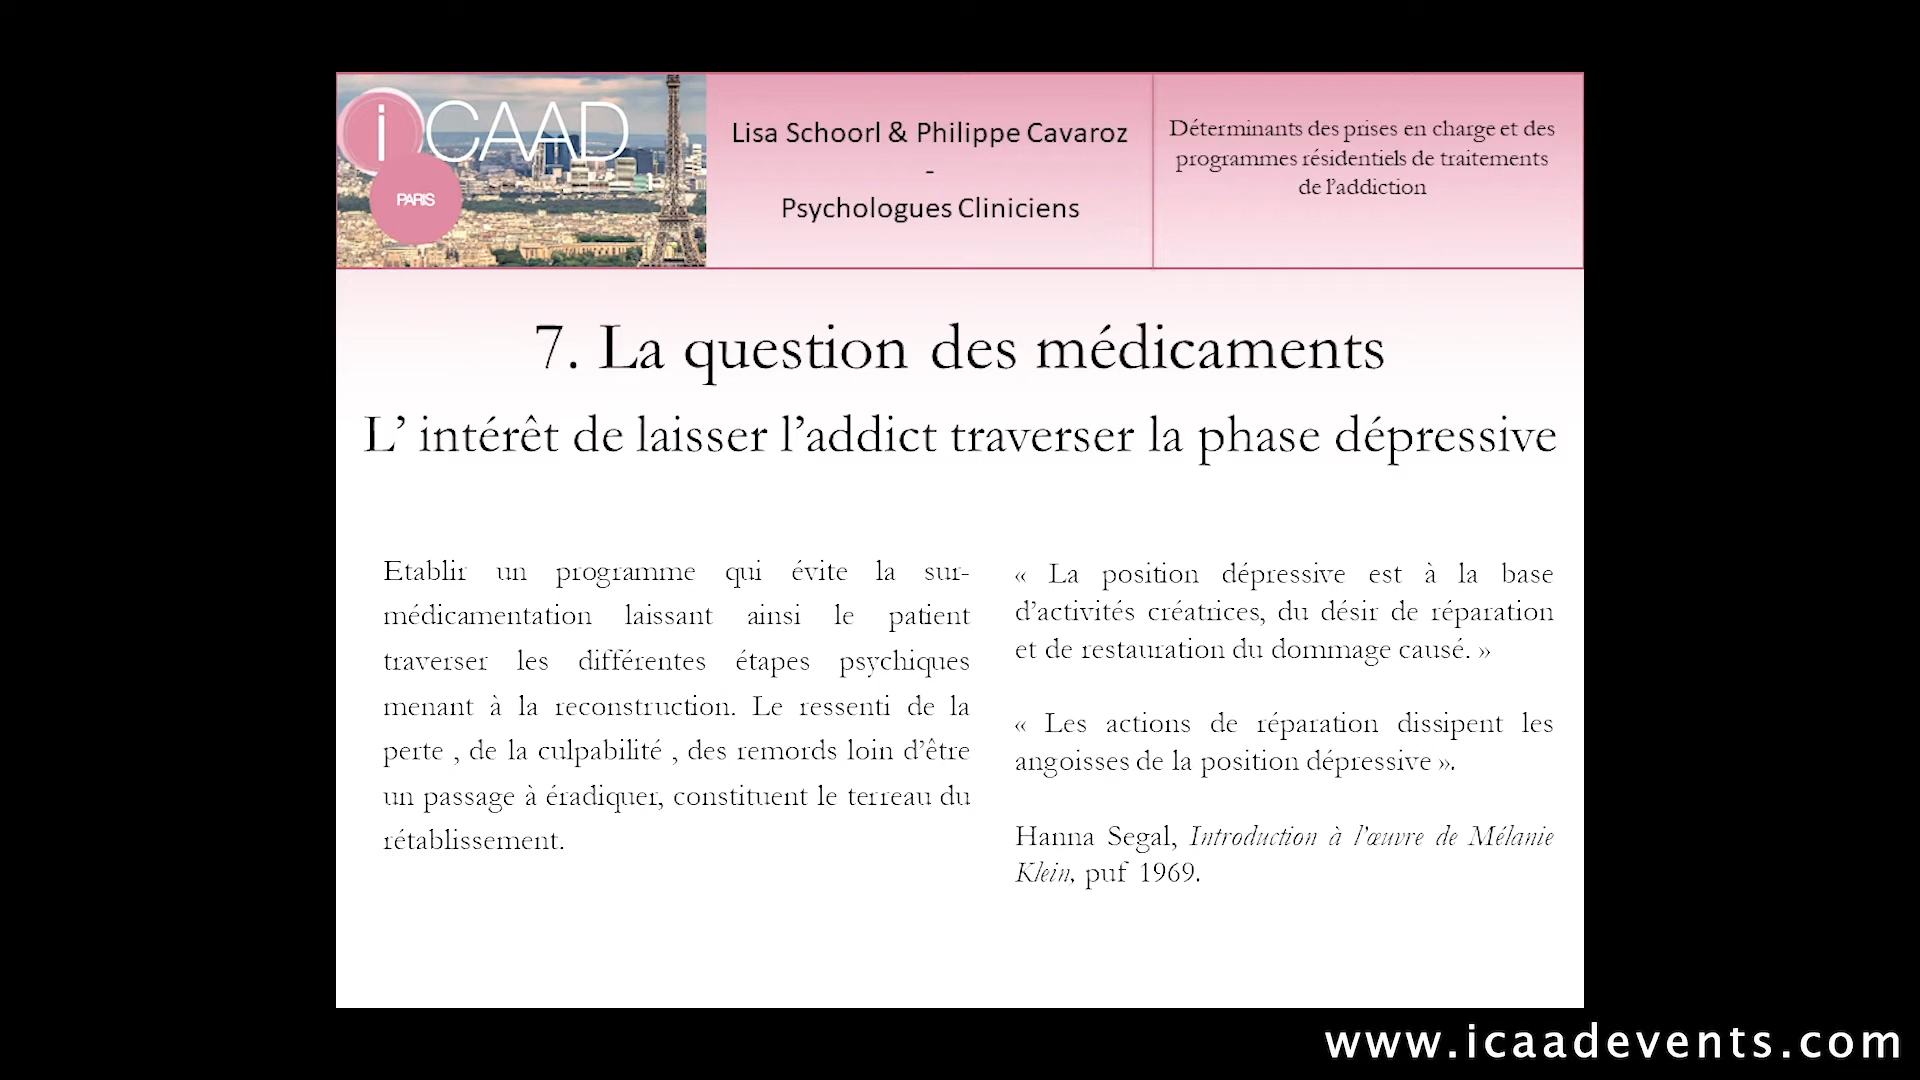 iCAAD
PARIS
Lisa Schoorl & Philippe Cavaroz
-
Psychologues Cliniciens
Déterminants des prises en charge et des
programmes résidentiels de traitements
de l’addiction
7. La question des médicaments
L’ intérêt de laisser l’addict traverser la phase dépressive
Etablir un programme qui évite la sur-
médicamentation laissant ainsi le patient
traverser les différentes étapes psychiques
menant à la reconstruction. Le ressenti de la
perte , de la culpabilité , des remords loin d’être
un passage à éradiquer, constituent le terreau du
rétablissement.
« La position dépressive est à la base
d’activités créatrices, du désir de réparation
et de restauration du dommage causé. »
« Les actions de réparation dissipent les
angoisses de la position dépressive ».
Hanna Segal, Introduction à l’œuvre de Mélanie
Klein, puf 1969.
www.icaadevents.com